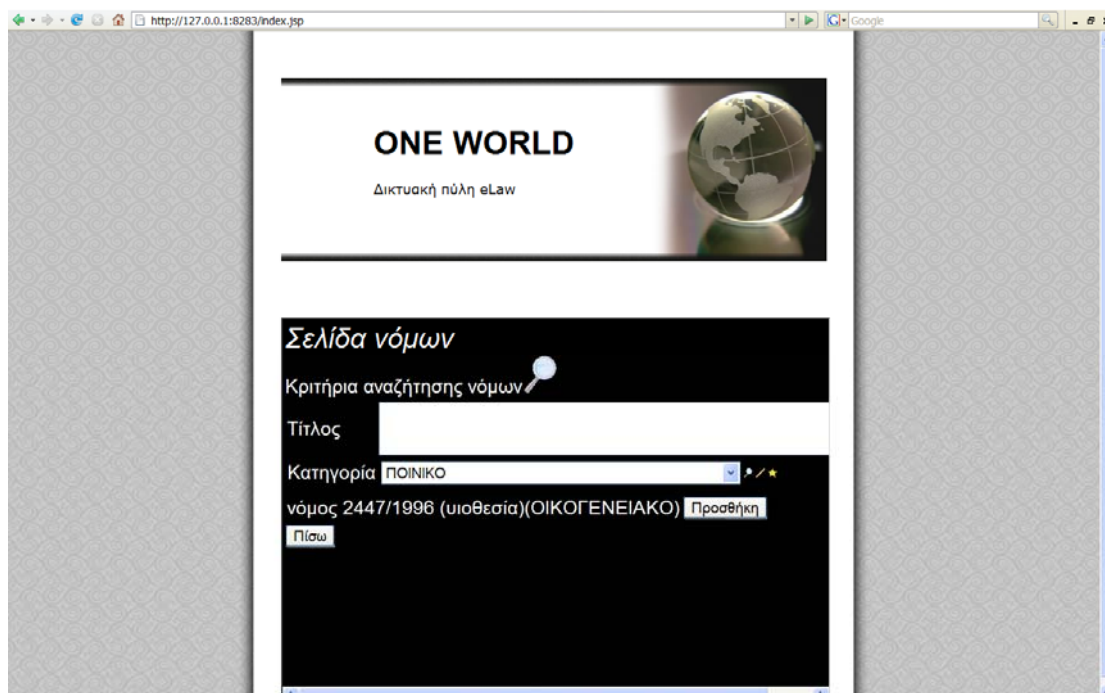 http://127.0.0.1:8283/index.jsp
Google
ONE WORLD
Δικτυακή πύλη eLaw
Σελίδα νόμων
Κριτήρια αναζήτησης νόμων
Τίτλος
Κατηγορία ΠΟΙΝΙΚΟ
νόμος 2447/1996 (υιοθεσία)(ΟΙΚΟΓΕΝΕΙΑΚΟ) Προσθήκη
Πίσω